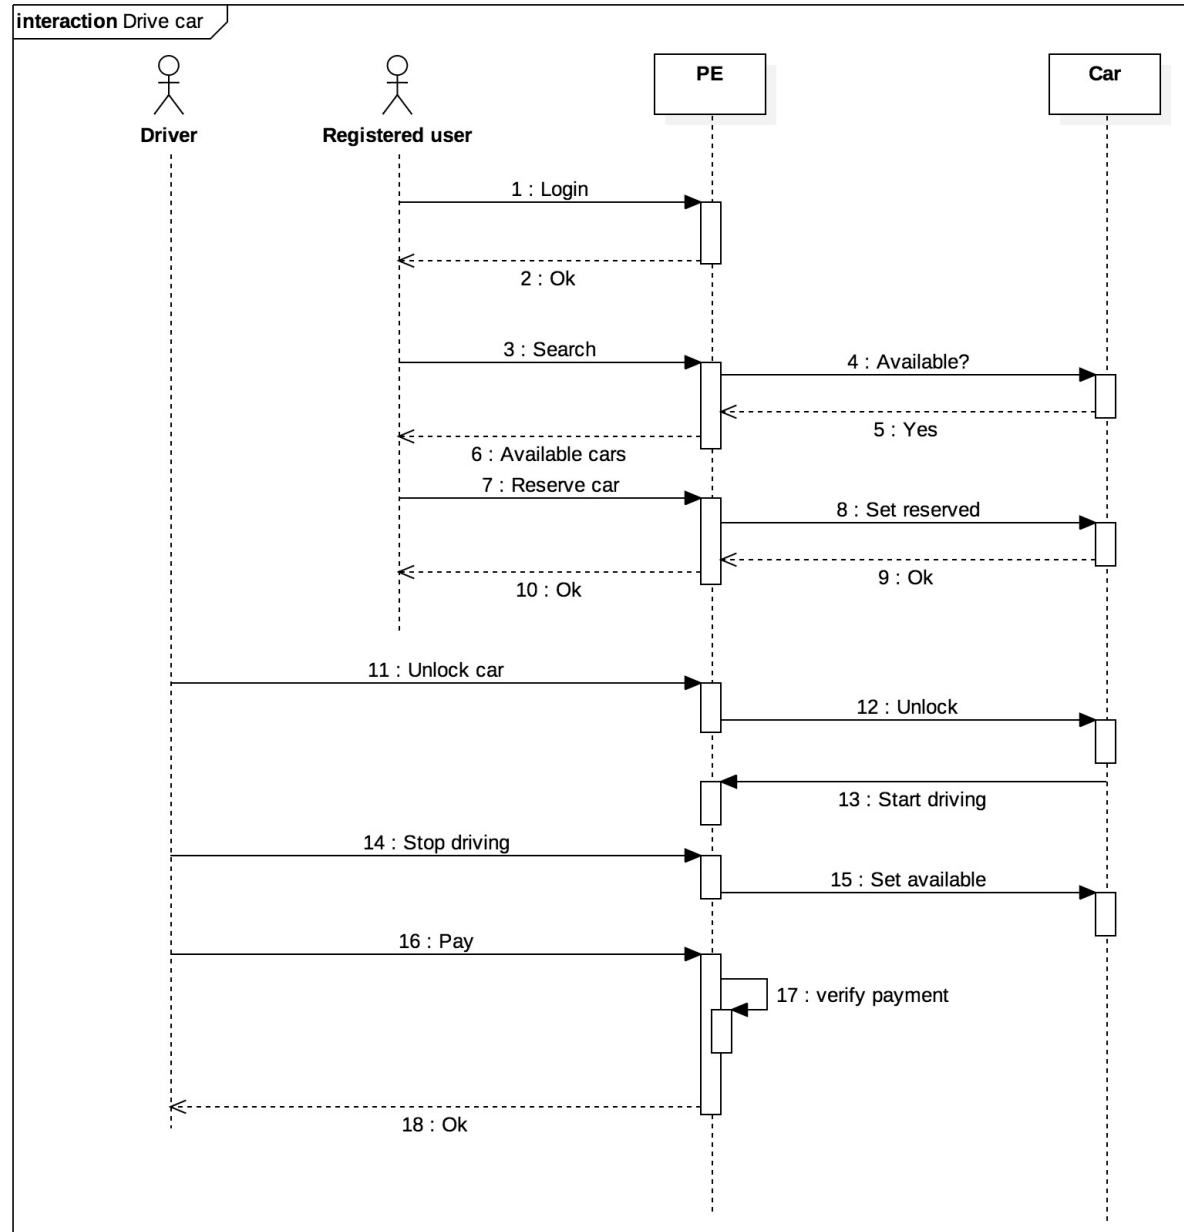 interaction Drive car
Driver
Registered user
PE
Car
1 : Login
2 : Ok
3 : Search
4 : Available?
5 : Yes
6 : Available cars
7 : Reserve car
8 : Set reserved
9 : Ok
10 : Ok
11 : Unlock car
12 : Unlock
13 : Start driving
14 : Stop driving
15 : Set available
16 : Pay
17 : verify payment
18 : Ok